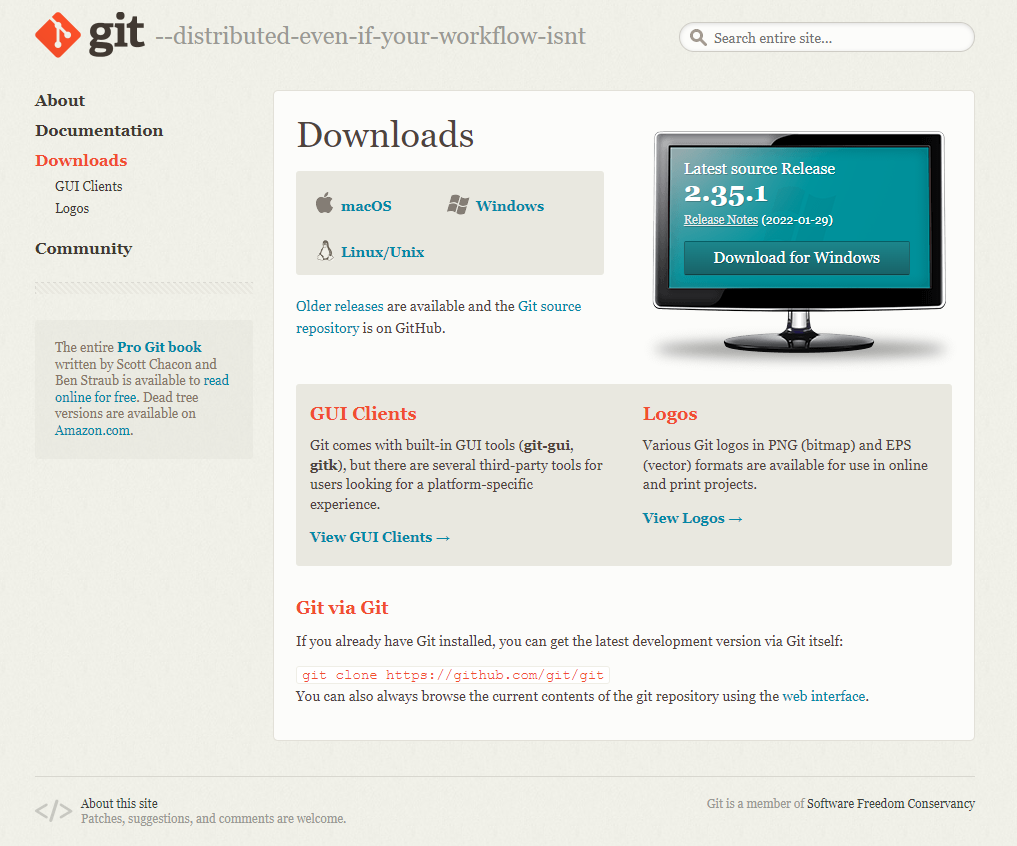 git --distributed-even-if-your-workflow-isnt
Search entire site...
About
Documentation
Downloads
GUI Clients
Logos
Community
The entire Pro Git book
written by Scott Chacon and
Ben Straub is available to read
online for free. Dead tree
versions are available on
Amazon.com.
Downloads
macOS
Windows
Linux/Unix
Older releases are available and the Git source
repository is on GitHub.
Latest source Release
2.35.1
Release Notes (2022-01-29)
Download for Windows
GUI Clients
Git comes with built-in GUI tools (git-gui,
gitk), but there are several third-party tools for
users looking for a platform-specific
experience.
View GUI Clients →
Logos
Various Git logos in PNG (bitmap) and EPS
(vector) formats are available for use in online
and print projects.
View Logos →
Git via Git
If you already have Git installed, you can get the latest development version via Git itself:
git clone https://github.com/git/git
You can also always browse the current contents of the git repository using the web interface.
</> About this site
Patches, suggestions, and comments are welcome.
Git is a member of Software Freedom Conservancy